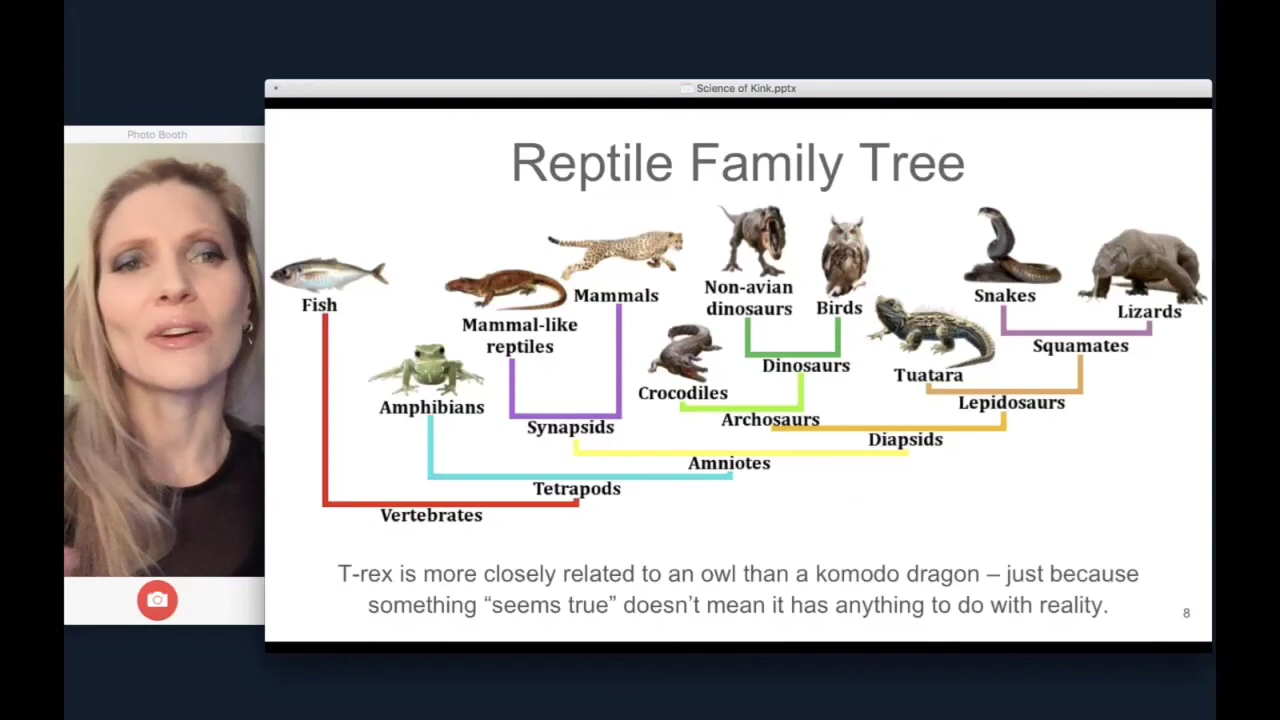 Science of Kink.pptx
Photo Booth
Reptile Family Tree
Fish
Amphibians
Mammal-like
reptiles
Mammals
Non-avian
dinosaurs
Birds
Snakes
Lizards
Squamates
Crocodiles
Dinosaurs
Tuatara
Lepidosaurs
Synapsids
Archosaurs
Diapsids
Amniotes
Tetrapods
Vertebrates
T-rex is more closely related to an owl than a komodo dragon – just because
something “seems true” doesn’t mean it has anything to do with reality.
8